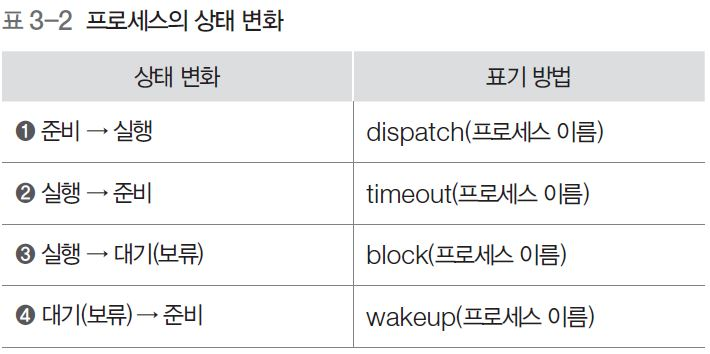 표 3-2 프로세스의 상태 변화
상태 변화 표기 방법
❶ 준비 → 실행 dispatch(프로세스 이름)
❷ 실행 → 준비 timeout(프로세스 이름)
❸ 실행 → 대기(보류) block(프로세스 이름)
❹ 대기(보류) → 준비 wakeup(프로세스 이름)